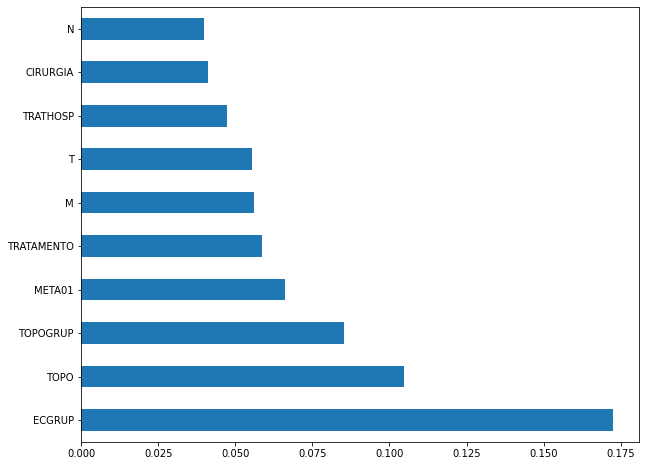 N
CIRURGIA
TRATHOSP
T
M
TRATAMENTO
META01
TOPOGRUP
TOPO
ECGRUP
0.000 0.025 0.050 0.075 0.100 0.125 0.150 0.175